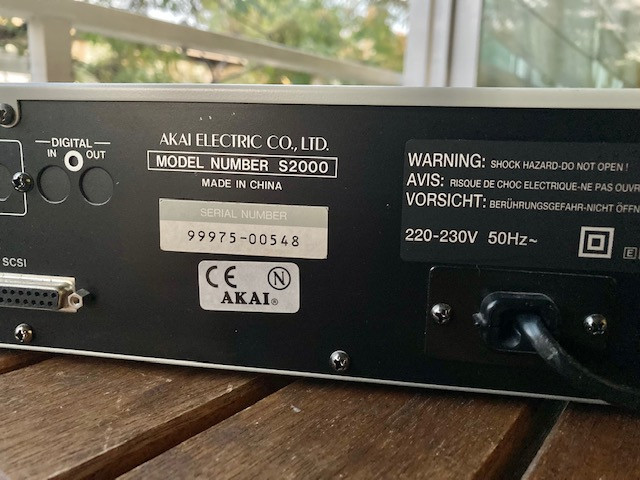 DIGITAL
IN OUT
SCSI
AKAI ELECTRIC CO., LTD.
MODEL NUMBER S2000
MADE IN CHINA
SERIAL NUMBER
99975-00548
CE N
AKAI®
WARNING: SHOCK HAZARD-DO NOT OPEN !
AVIS: RISQUE DE CHOC ELECTRIQUE-NE PAS OUVR
VORSICHT: BERÜHRUNGSGEFAHR-NICHT ÖFFN
220-230V 50Hz~